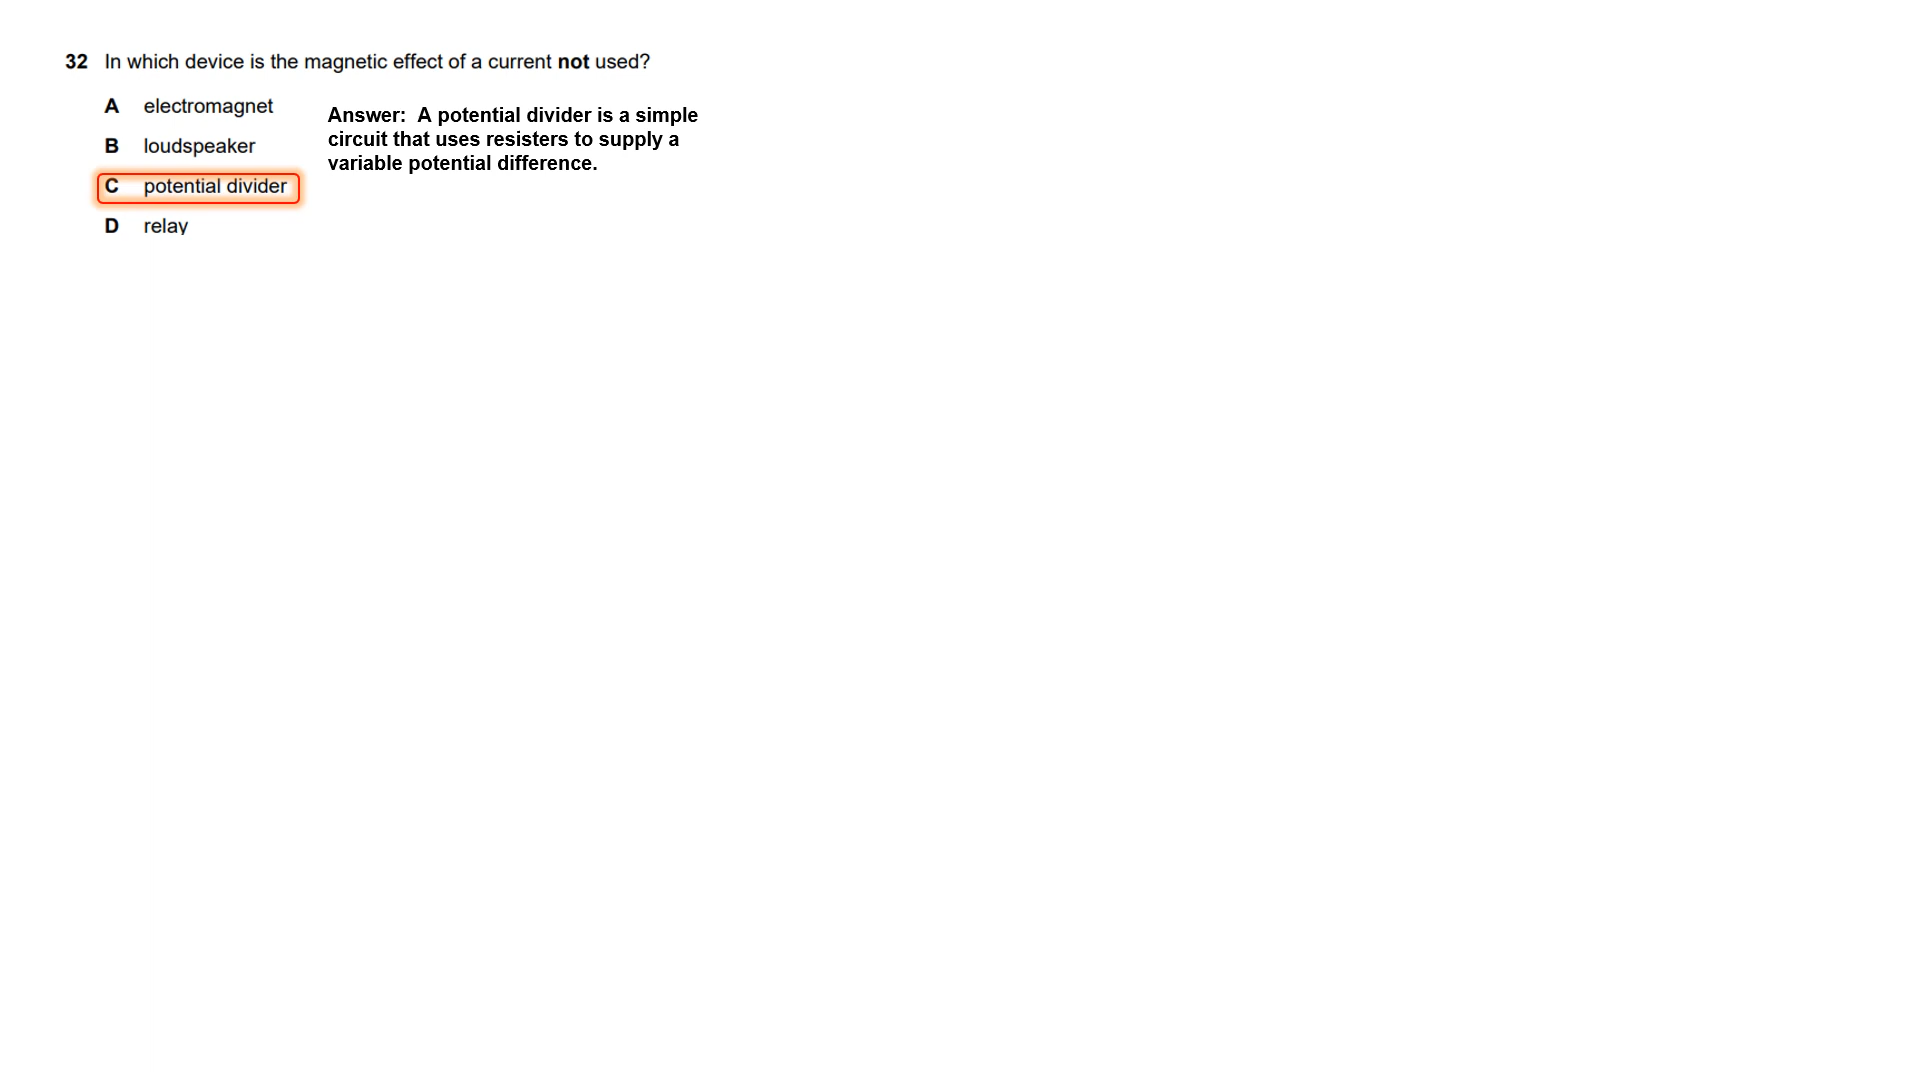 32 In which device is the magnetic effect of a current not used?
A electromagnet
B loudspeaker
C potential divider
D relay
Answer: A potential divider is a simple
circuit that uses resisters to supply a
variable potential difference.